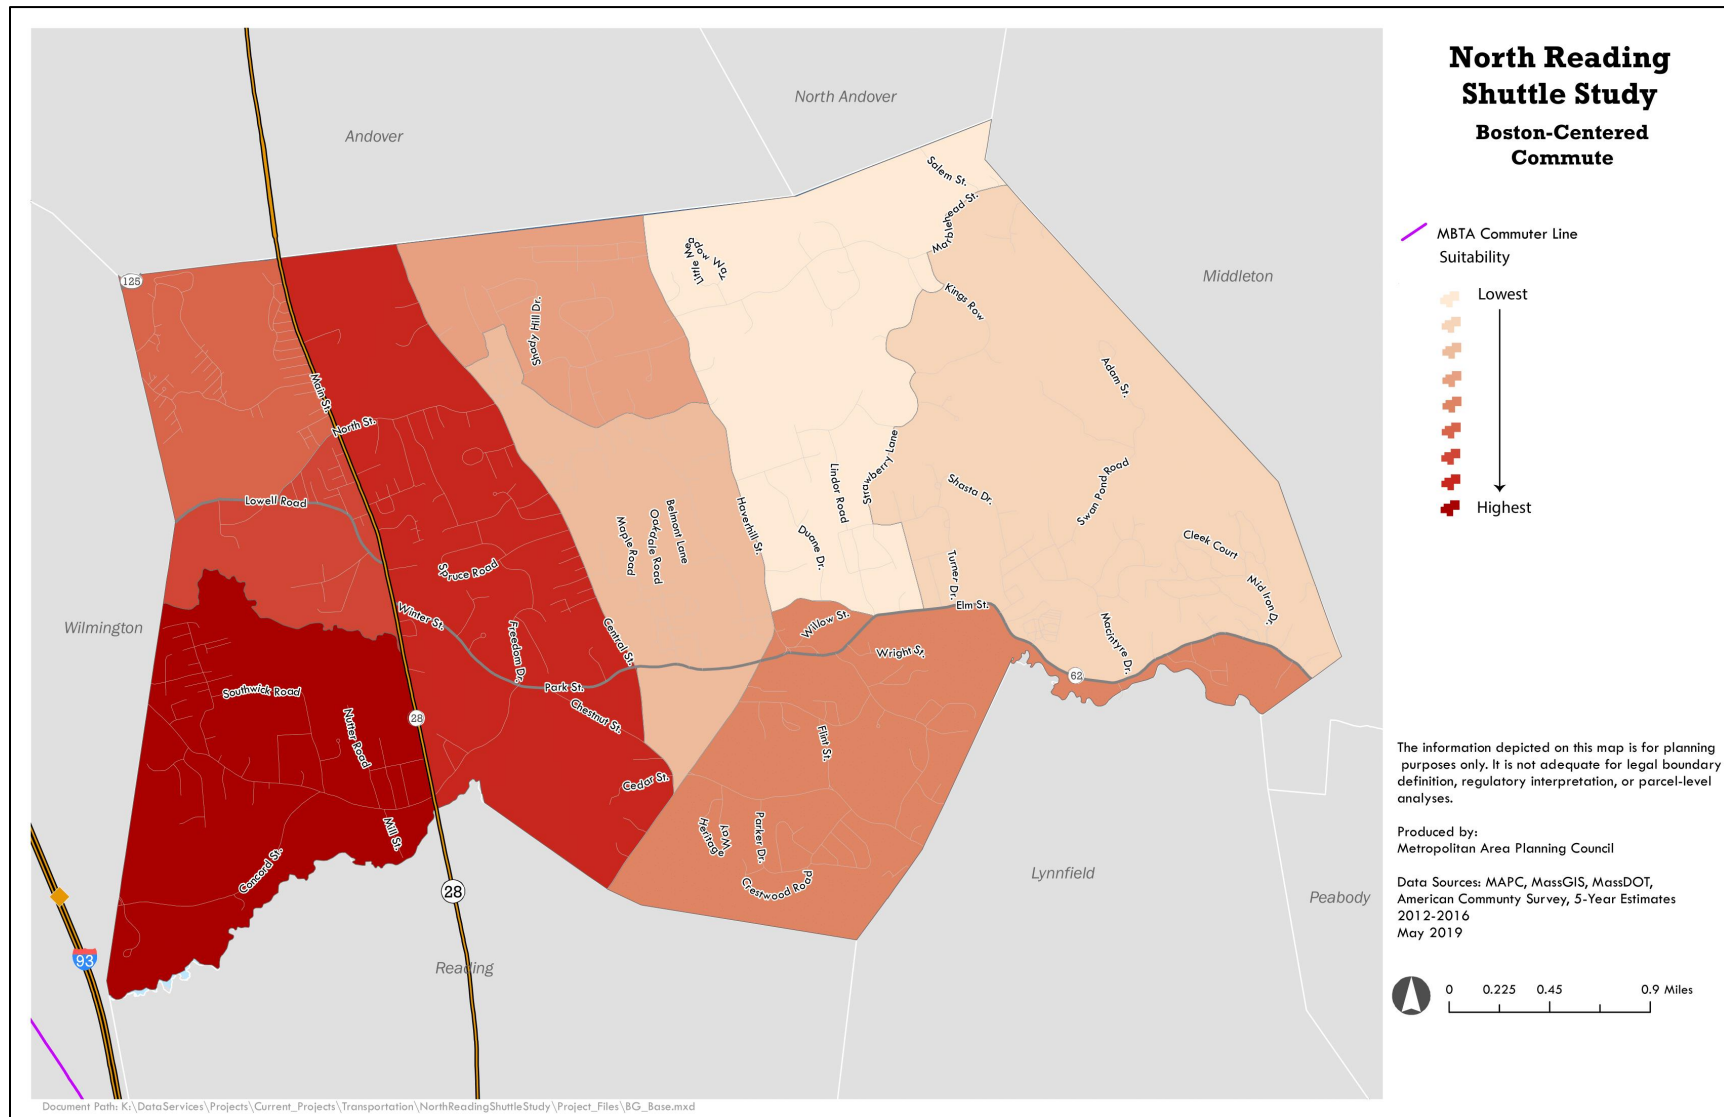 North Reading
Shuttle Study
Boston-Centered
Commute
MBTA Commuter Line
Suitability
Lowest
Highest
The information depicted on this map is for planning
purposes only. It is not adequate for legal boundary
definition, regulatory interpretation, or parcel-level
analyses.
Produced by:
Metropolitan Area Planning Council
Data Sources: MAPC, MassGIS, MassDOT,
American Communty Survey, 5-Year Estimates
2012-2016
May 2019
0 0.225 0.45 0.9 Miles
North Andover
Andover
Middleton
Wilmington
Reading
Lynnfield
Peabody
125
Salem St.
Marblehead St.
Kings Row
Little Meadow Way
Shady Hill Dr.
Main St.
North St.
Adam St.
Lowell Road
Strawberry Lane
Lindor Road
Shasta Dr.
Swan Pond Road
Maple Road
Oakdale Road
Belmont Lane
Haverhill St.
Duane Dr.
Cleek Court
Mid Iron Dr.
Spruce Road
Turner Dr.
Elm St.
Winter St.
Freedom Dr.
Central St.
Willow St.
Wright St.
Macintyre Dr.
62
Park St.
Southwick Road
Nutter Road
28
Chestnut St.
Flint St.
Cedar St.
Mill St.
Heritage Way
Parker Dr.
Crestwood Road
Concord St.
28
93
Document Path: K:\DataServices\Projects\Current_Projects\Transportation\NorthReadingShuttleStudy\Project_Files\BG_Base.mxd